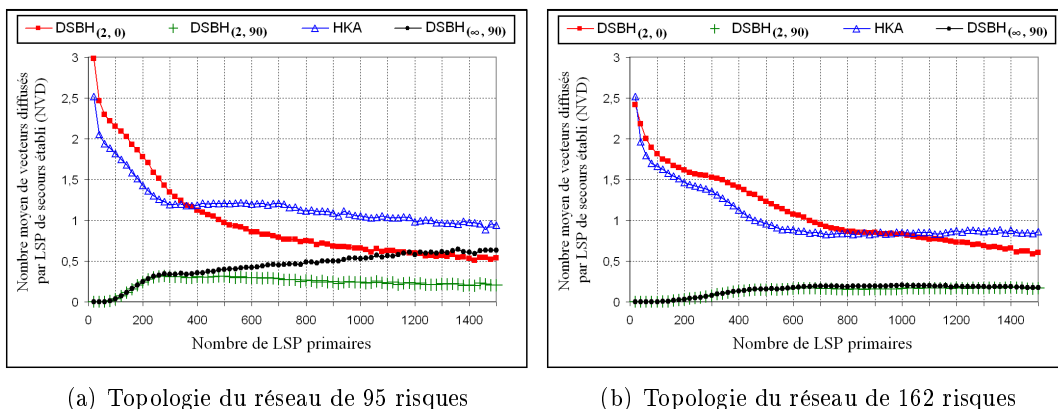 DSBH(2, 0) DSBH(2, 90) HKA DSBH(∞, 90)
3
2,5
2
1,5
1
0,5
0
0 200 400 600 800 1000 1200 1400
Nombre moyen de vecteurs diffusés
par LSP de secours établi (NVD)
Nombre de LSP primaires
(a) Topologie du réseau de 95 risques
DSBH(2, 0) DSBH(2, 90) HKA DSBH(∞, 90)
3
2,5
2
1,5
1
0,5
0
0 200 400 600 800 1000 1200 1400
Nombre moyen de vecteurs diffusés
par LSP de secours établi (NVD)
Nombre de LSP primaires
(b) Topologie du réseau de 162 risques